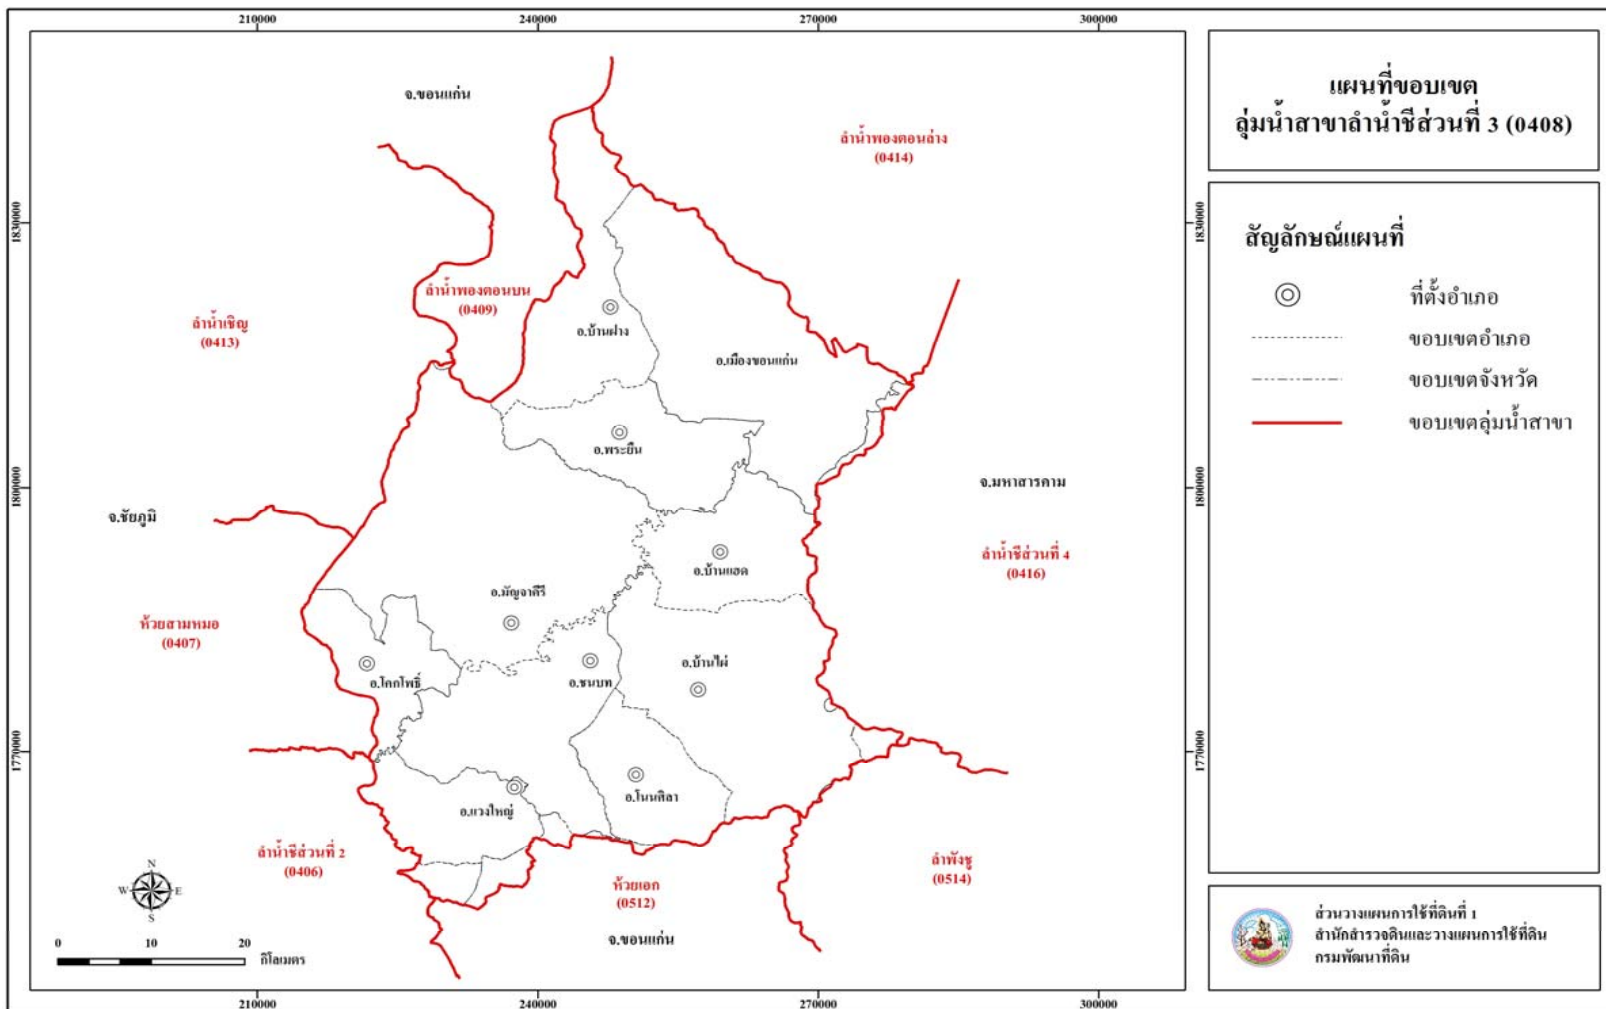 210000
240000
270000
300000
แผนที่ขอบเขต
ลุ่มน้ำสาขาลำน้ำชีส่วนที่ 3 (0408)
จ.ขอนแก่น
ลำน้ำพองตอนล่าง
(0414)
1830000
1830000
สัญลักษณ์แผนที่
ที่ตั้งอำเภอ
ขอบเขตอำเภอ
ขอบเขตจังหวัด
ขอบเขตลุ่มน้ำสาขา
ลำน้ำพองตอนบน
(0409)
ลำน้ำเชิญ
(0413)
อ.บ้านฝาง
อ.เมืองขอนแก่น
อ.พระยืน
1800000
1800000
จ.มหาสารคาม
จ.ชัยภูมิ
ลำน้ำชีส่วนที่ 4
(0416)
อ.บ้านแฮด
อ.มัญจาคีรี
ห้วยสามหมอ
(0407)
อ.บ้านไผ่
อ.โคกโพธิ์
อ.ชนบท
1770000
1770000
อ.โนนศิลา
อ.แวงใหญ่
ลำน้ำชีส่วนที่ 2
(0406)
ลำพังชู
(0514)
ห้วยเอก
(0512)
จ.ขอนแก่น
N
W
E
S
0
10
20
กิโลเมตร
ส่วนวางแผนการใช้ที่ดินที่ 1
สำนักสำรวจดินและวางแผนการใช้ที่ดิน
กรมพัฒนาที่ดิน
210000
240000
270000
300000